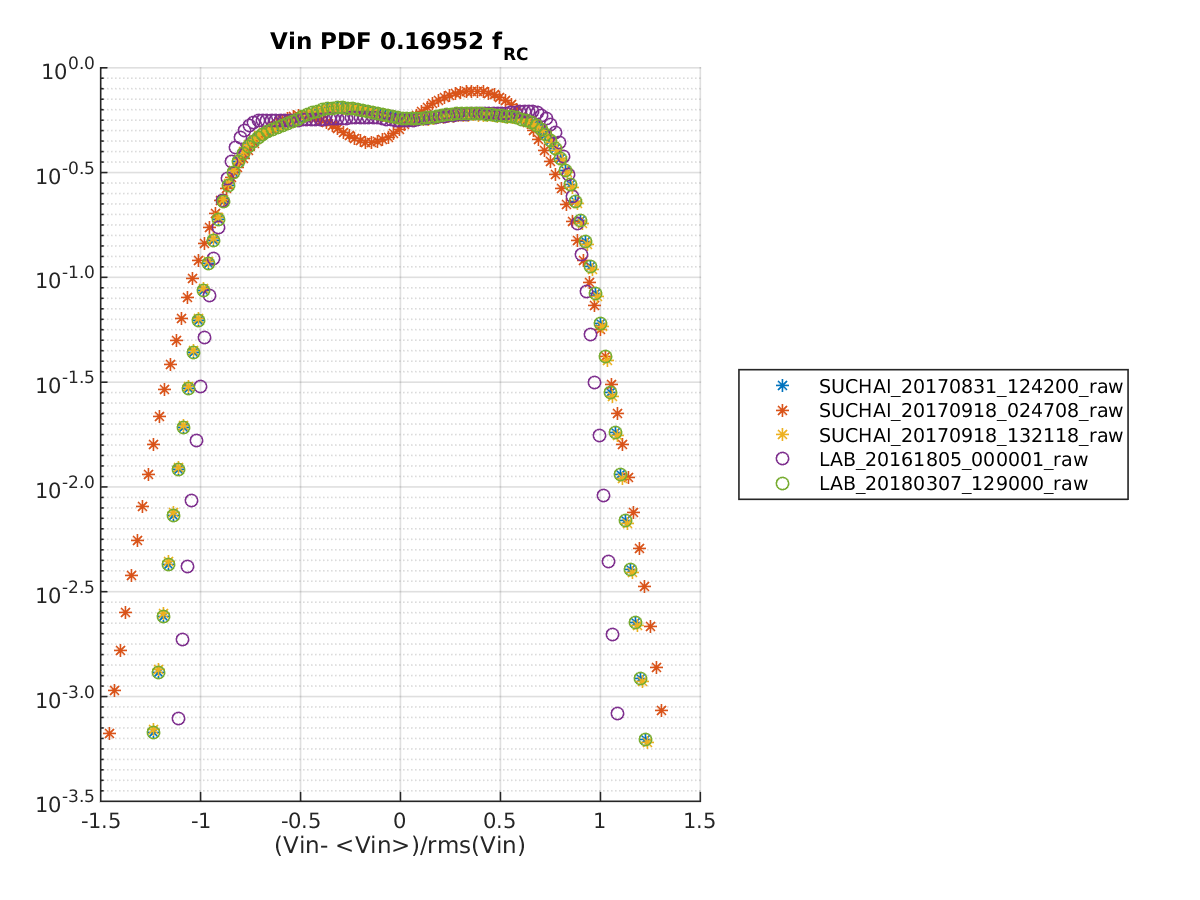 Vin PDF 0.16952 f_RC
10^0.0
10^-0.5
10^-1.0
10^-1.5
10^-2.0
10^-2.5
10^-3.0
10^-3.5
-1.5 -1 -0.5 0 0.5 1 1.5
(Vin- <Vin>)/rms(Vin)
SUCHAI_20170831_124200_raw
SUCHAI_20170918_024708_raw
SUCHAI_20170918_132118_raw
LAB_20161805_000001_raw
LAB_20180307_129000_raw